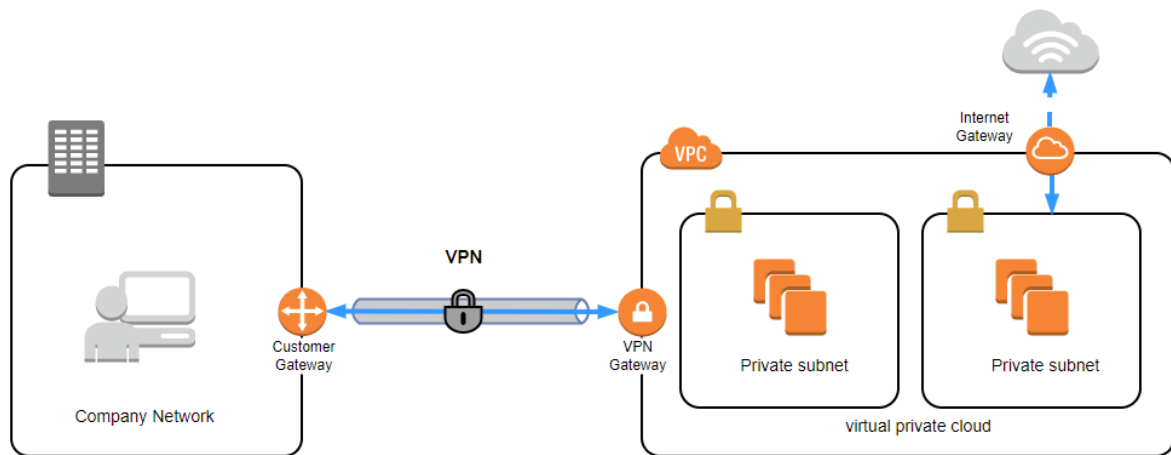 Internet
Gateway
VPC
VPN
Customer
Gateway
VPN
Gateway
Private subnet
Private subnet
Company Network
virtual private cloud